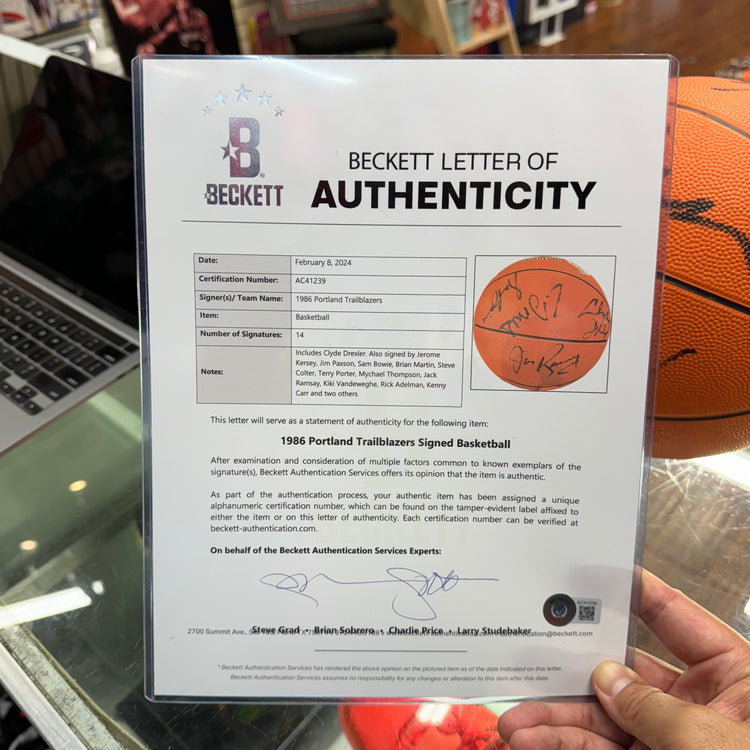 BECKETT
BECKETT LETTER OF
AUTHENTICITY
Date: February 8, 2024
Certification Number: AC41239
Signer(s)/ Team Name: 1986 Portland Trailblazers
Item: Basketball
Number of Signatures: 14
Notes: Includes Clyde Drexler. Also signed by Jerome
Kersey, Jim Paxson, Sam Bowie, Brian Martin, Steve
Colter, Terry Porter, Mychael Thompson, Jack
Ramsay, Kiki Vandeweghe, Rick Adelman, Kenny
Carr and two others
This letter will serve as a statement of authenticity for the following item:
1986 Portland Trailblazers Signed Basketball
After examination and consideration of multiple factors common to known exemplars of the
signature(s), Beckett Authentication Services offers its opinion that the item is authentic.
As part of the authentication process, your authentic item has been assigned a unique
alphanumeric certification number, which can be found on the tamper-evident label affixed to
either the item or on this letter of authenticity. Each certification number can be verified at
beckett-authentication.com.
On behalf of the Beckett Authentication Services Experts:
AC41239
Steve Grad • Brian Sobrero • Charlie Price • Larry Studebaker
2700 Summit Ave.,
* Beckett Authentication Services has rendered the above opinion on the pictured item as of the date indicated on this letter.
Beckett Authentication Services assumes no responsibility for any changes or alteration to this item after this date.